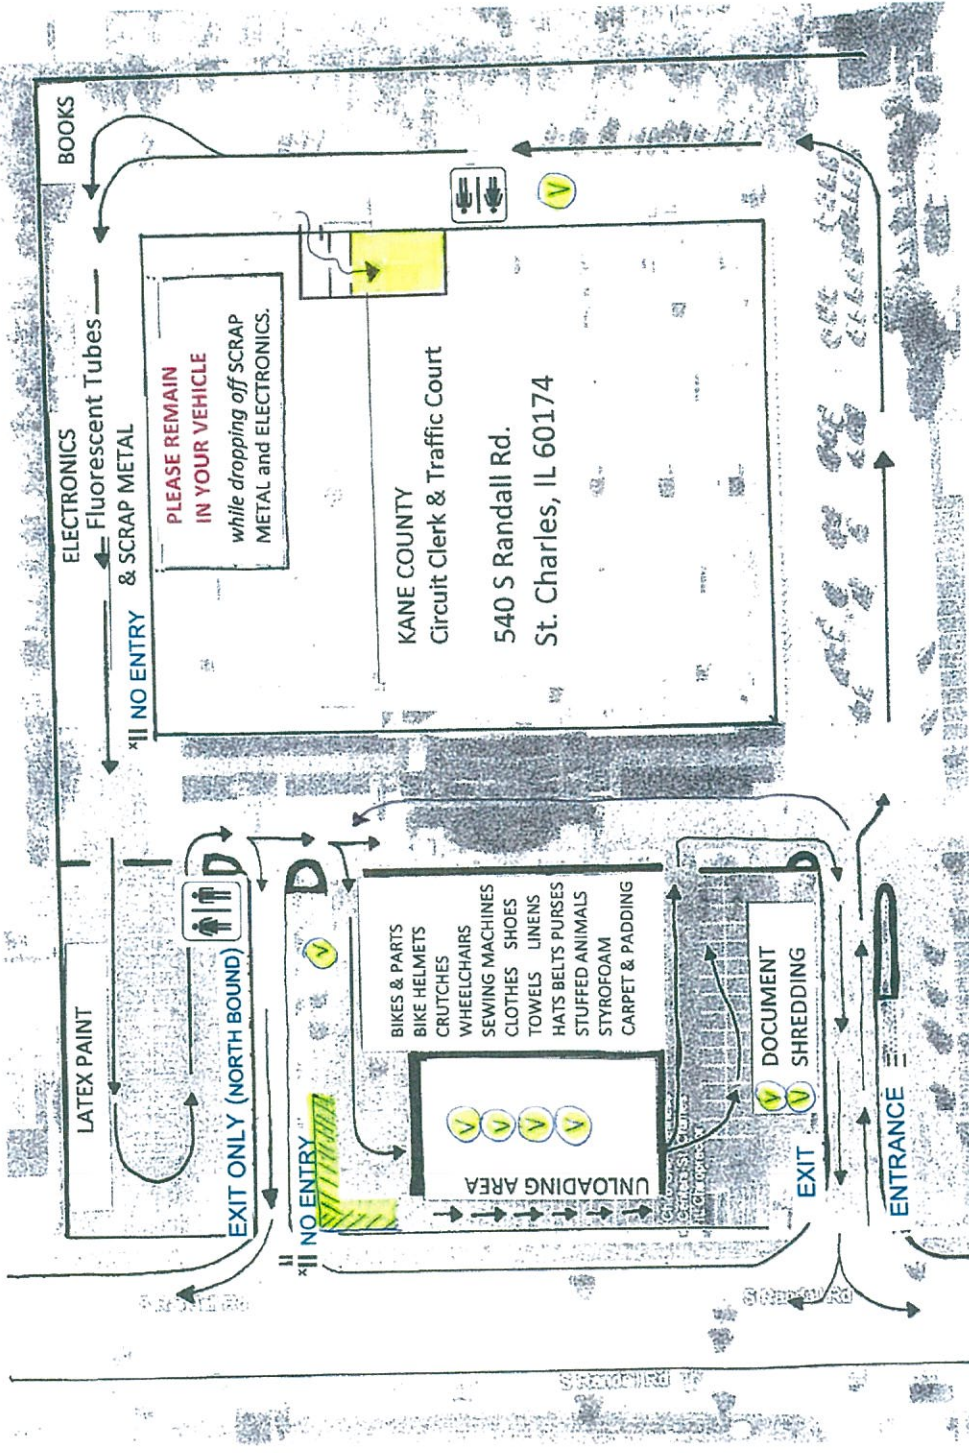 BOOKS
ELECTRONICS
Fluorescent Tubes
& SCRAP METAL
NO ENTRY
PLEASE REMAIN
IN YOUR VEHICLE
while dropping off SCRAP
METAL and ELECTRONICS.
KANE COUNTY
Circuit Clerk & Traffic Court
540 S Randall Rd.
St. Charles, IL 60174
V
LATEX PAINT
EXIT ONLY (NORTH BOUND)
NO ENTRY
V
BIKES & PARTS
BIKE HELMETS
CRUTCHES
WHEELCHAIRS
SEWING MACHINES
CLOTHES SHOES
TOWELS LINENS
HATS BELTS PURSES
STUFFED ANIMALS
STYROFOAM
CARPET & PADDING
V
V
V
V
UNLOADING AREA
V DOCUMENT
V SHREDDING
EXIT
ENTRANCE